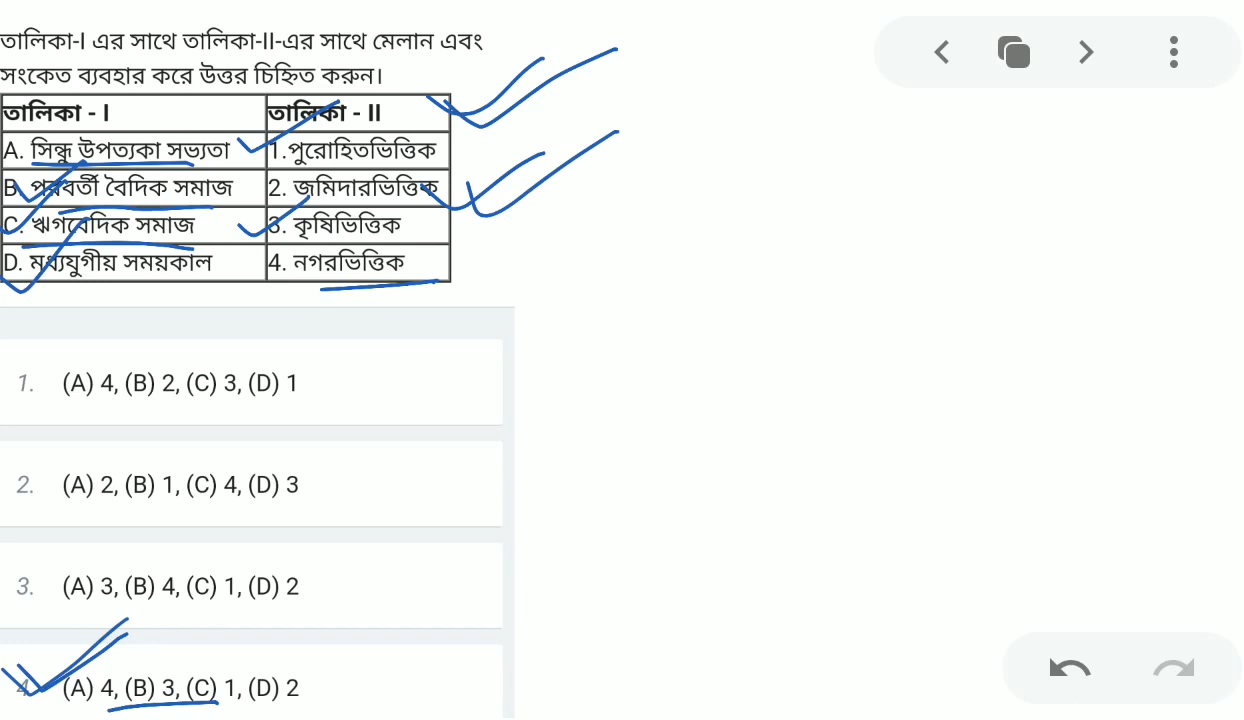 তালিকা-I এর সাথে তালিকা-II-এর সাথে মেলান এবং
সংকেত ব্যবহার করে উত্তর চিহ্নিত করুন।
তালিকা - I তালিকা - II
A. সিন্ধু উপত্যকা সভ্যতা 1.পুরোহিতভিত্তিক
B. পরবর্তী বৈদিক সমাজ 2. জমিদারভিত্তিক
C. ঋগবেদিক সমাজ 3. কৃষিভিত্তিক
D. মধ্যযুগীয় সময়কাল 4. নগরভিত্তিক
1. (A) 4, (B) 2, (C) 3, (D) 1
2. (A) 2, (B) 1, (C) 4, (D) 3
3. (A) 3, (B) 4, (C) 1, (D) 2
4. (A) 4, (B) 3, (C) 1, (D) 2